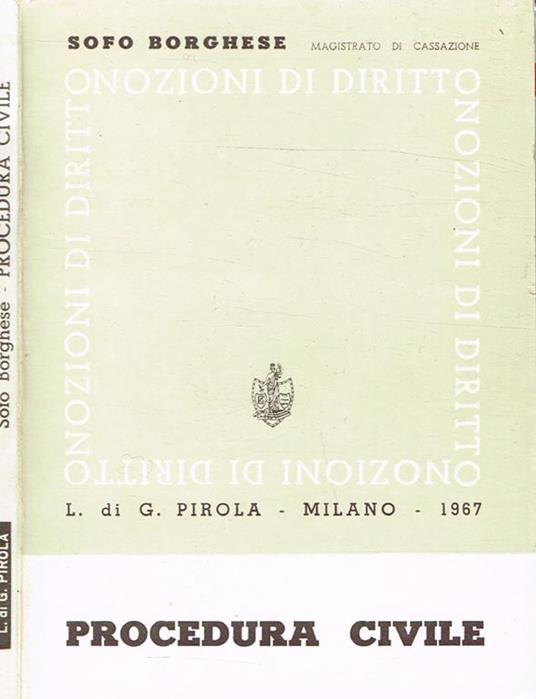 SOFO BORGHESE MAGISTRATO DI CASSAZIONE
NOZIONI DI DIRITTO
NOZIONI DI DIRITTO
NOZIONI DI DIRITTO
NOZIONI DI DIRITTO
L. di G. PIROLA - MILANO - 1967
PROCEDURA CIVILE
Sofo Borghese - PROCEDURA CIVILE
L. di G. PIROLA